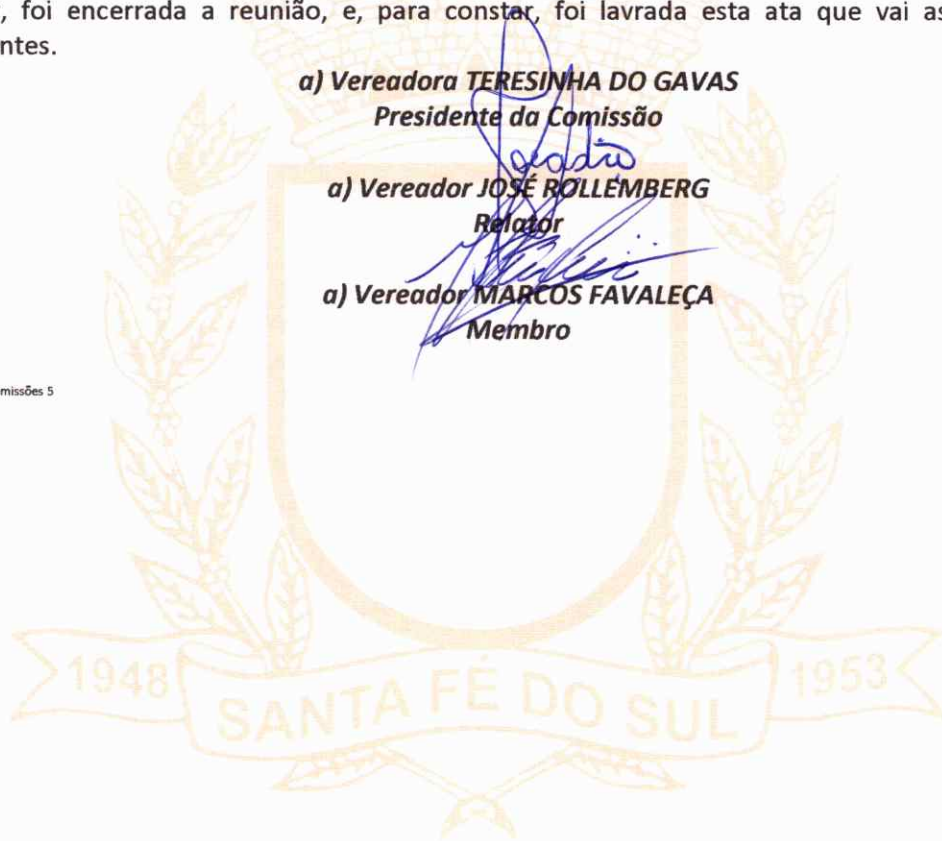 , foi encerrada a reunião, e, para constar, foi lavrada esta ata que vai as
ntes.
a) Vereadora TERESINHA DO GAVAS
Presidente da Comissão
a) Vereador JOSÉ ROLLEMBERG
Relator
a) Vereador MARCOS FAVALEÇA
Membro
missões 5
1948
SANTA FÉ DO SUL
1953